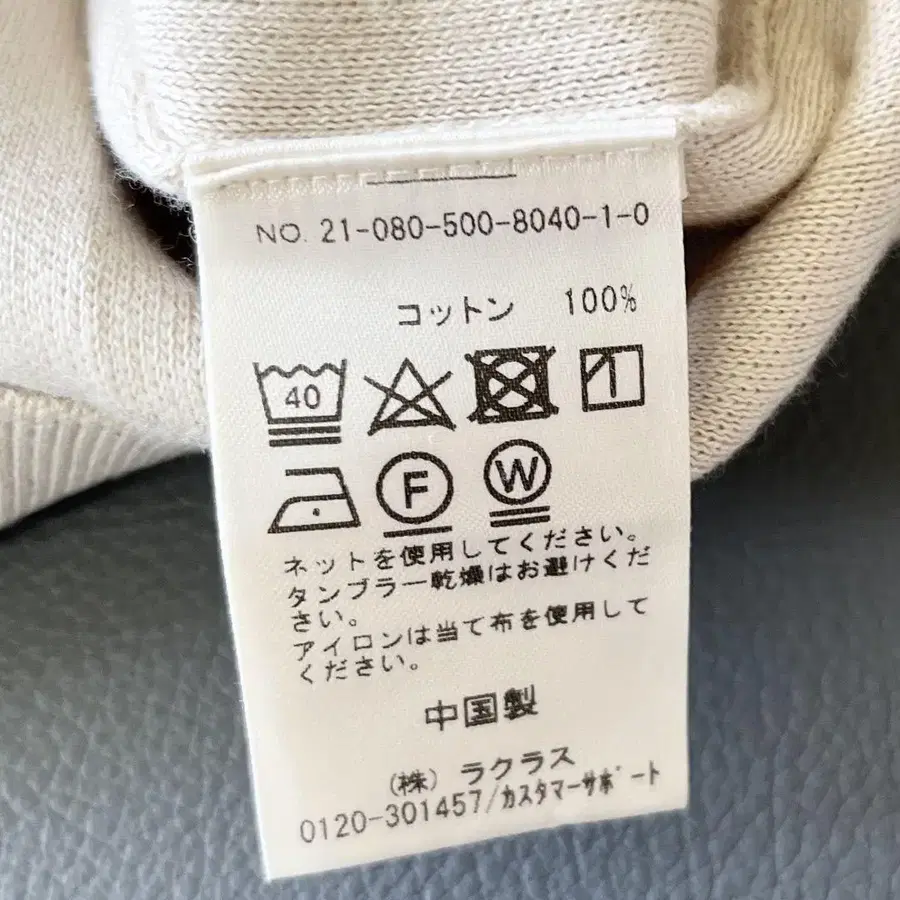 NO. 21-080-500-8040-1-0
コットン 100%
40
F W
ネットを使用してください。
タンブラー乾燥はお避けくだ
さい。
アイロンは当て布を使用して
ください。
中国製
(株) ラクラス
0120-301457/カスタマーサポート